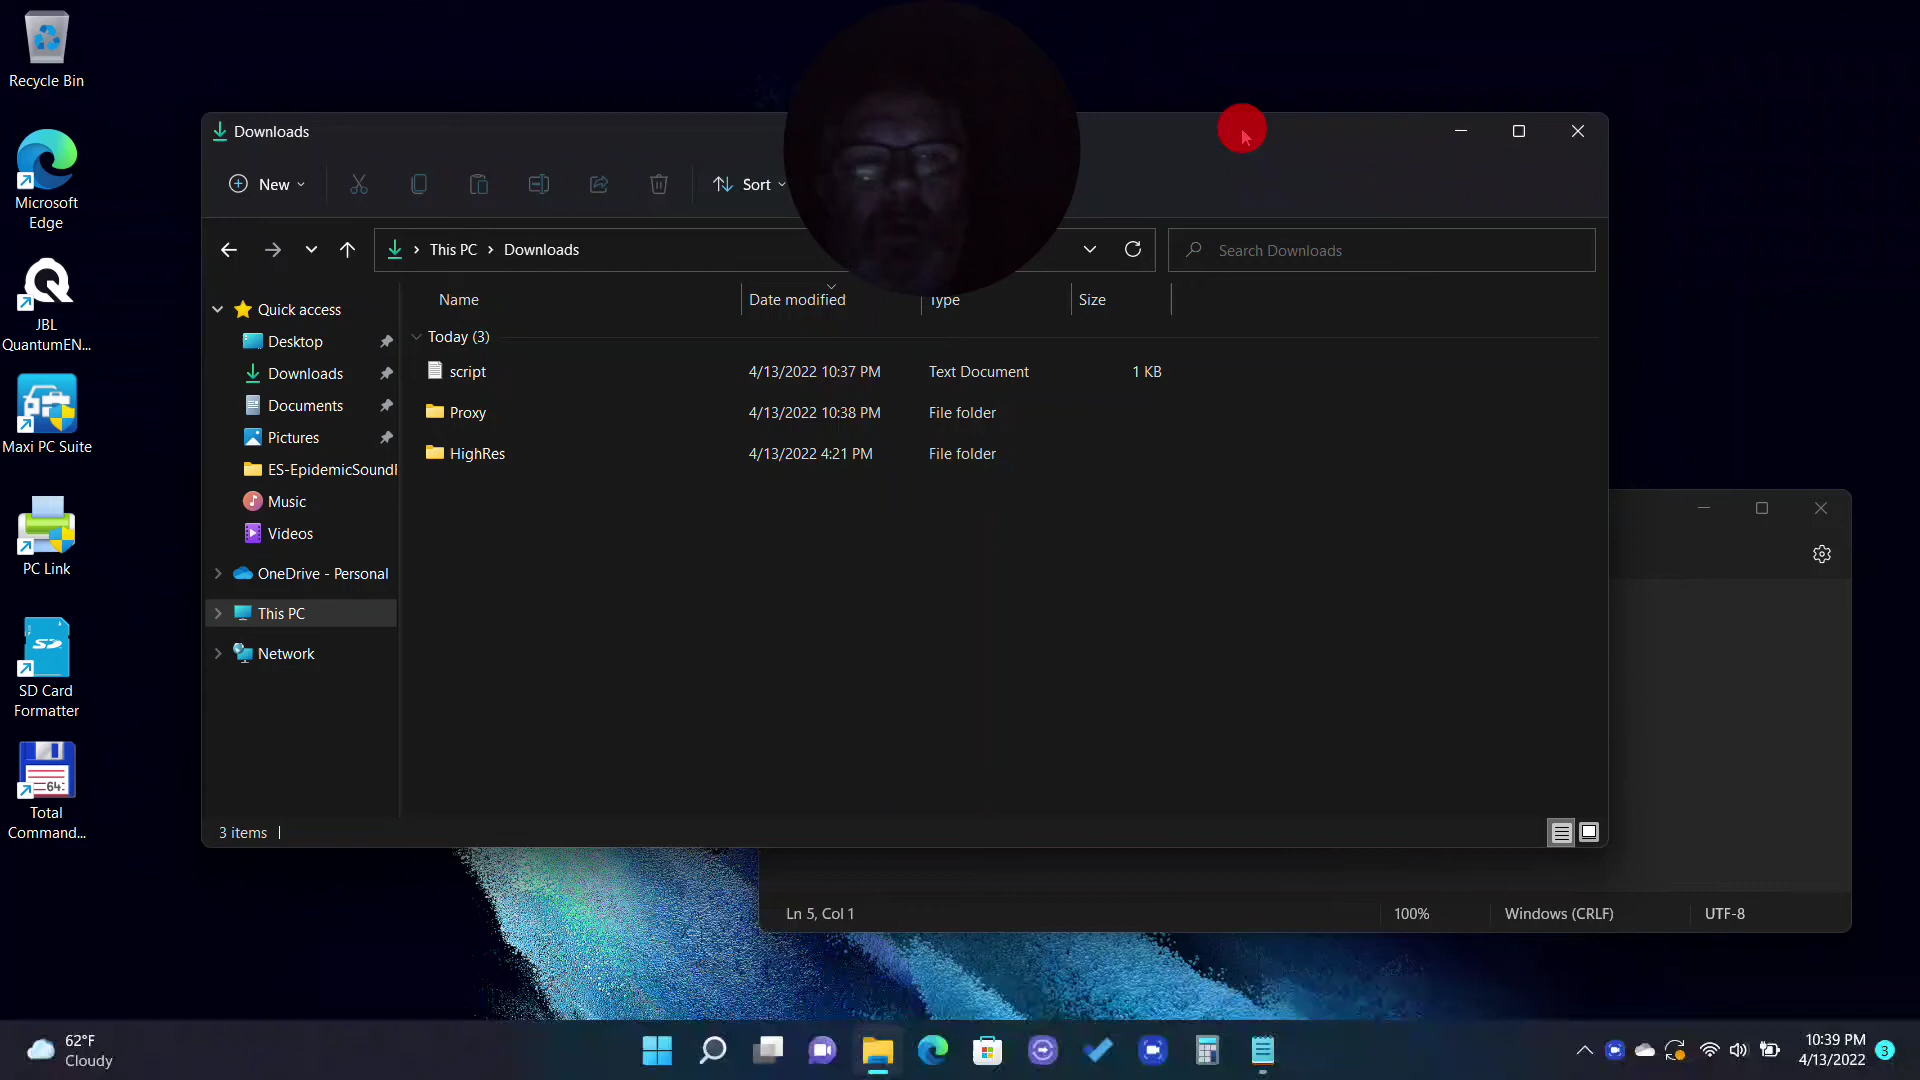 Recycle Bin
Microsoft
Edge
JBL
QuantumEN...
Maxi PC Suite
PC Link
SD
SD Card
Formatter
64
Total
Command...
Downloads
New
Sort
This PC
Downloads
Search Downloads
Name
Date modified
Type
Size
Today (3)
script
4/13/2022 10:37 PM
Text Document
1 KB
Proxy
4/13/2022 10:38 PM
File folder
HighRes
4/13/2022 4:21 PM
File folder
Quick access
Desktop
Downloads
Documents
Pictures
ES-EpidemicSound
Music
Videos
OneDrive - Personal
This PC
Network
3 items
Ln 5, Col 1
100%
Windows (CRLF)
UTF-8
62°F
Cloudy
10:39 PM
4/13/2022
3